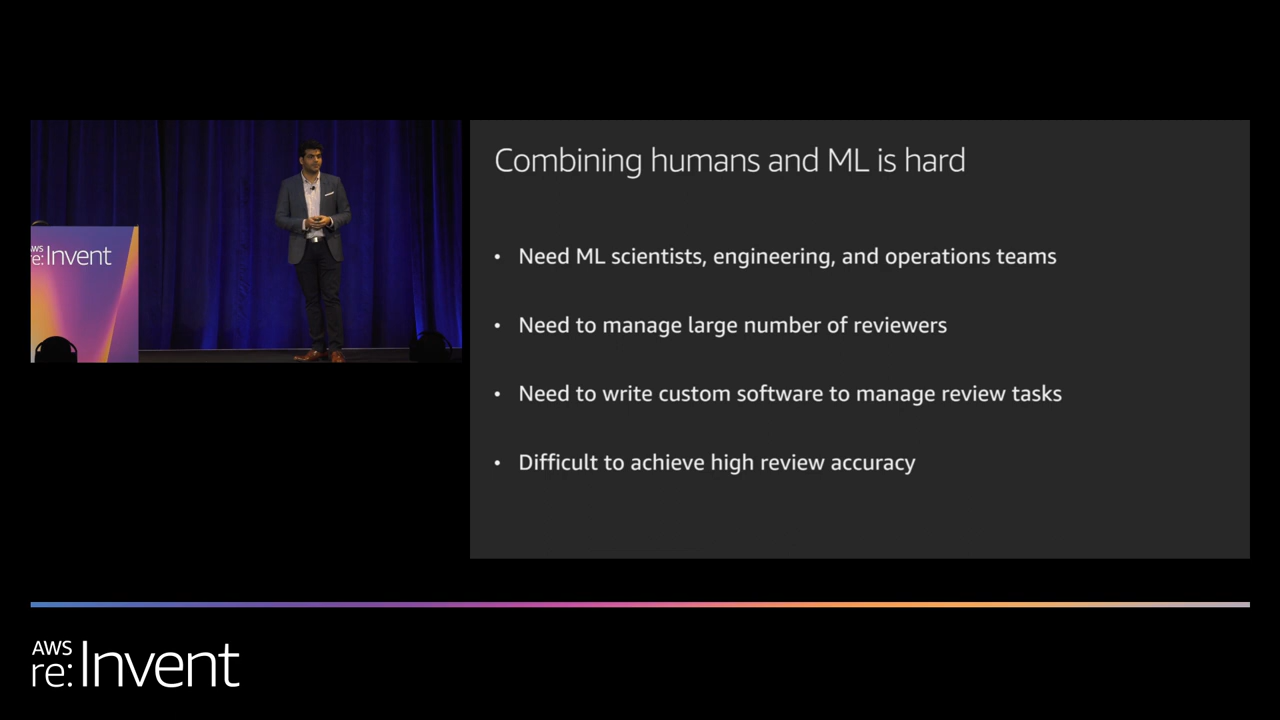 AWS
re:Invent
Combining humans and ML is hard
• Need ML scientists, engineering, and operations teams
• Need to manage large number of reviewers
• Need to write custom software to manage review tasks
• Difficult to achieve high review accuracy
AWS
re:Invent